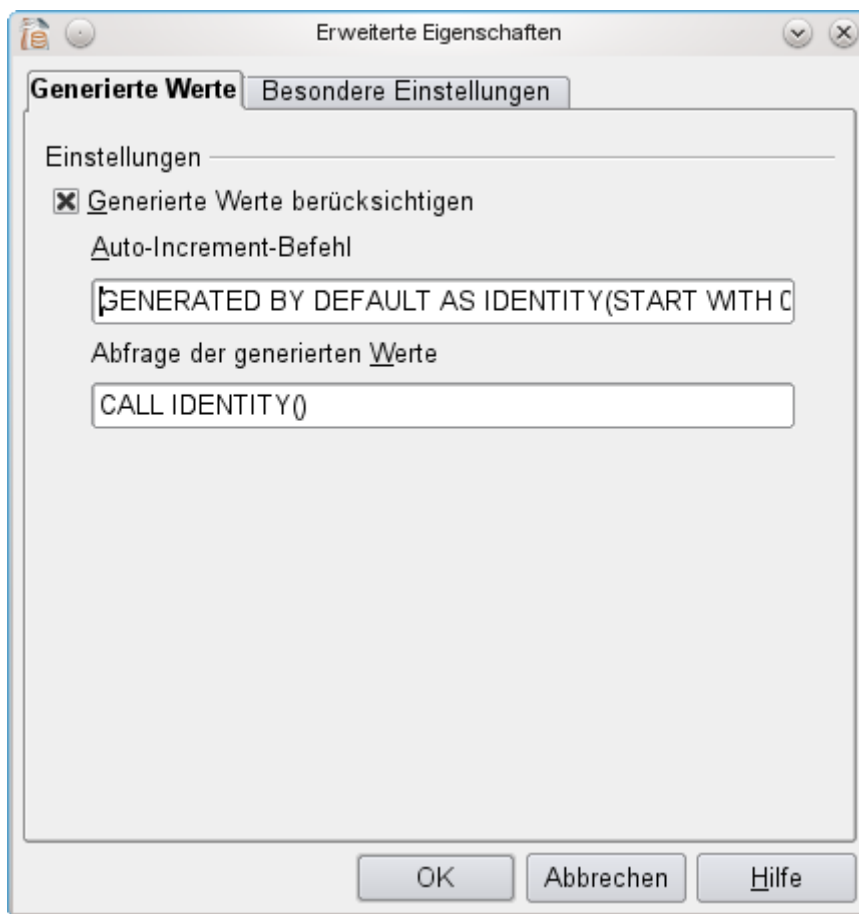 Erweiterte Eigenschaften
Generierte Werte
Besondere Einstellungen
Einstellungen
Generierte Werte berücksichtigen
Auto-Increment-Befehl
GENERATED BY DEFAULT AS IDENTITY(START WITH 0
Abfrage der generierten Werte
CALL IDENTITY()
OK
Abbrechen
Hilfe